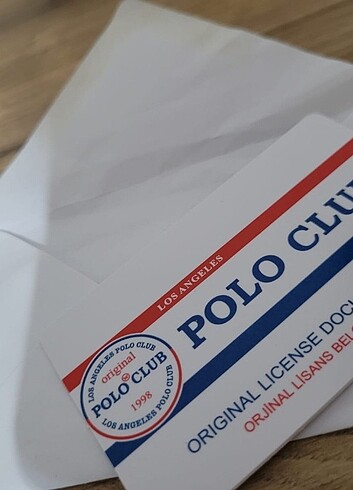 LOS ANGELES
POLO CLU
LOS ANGELES POLO CLUB
original
POLO CLUB
1998
LOS ANGELES POLO CLUB
ORIGINAL LICENSE DOCU
ORJİNAL LİSANS BEL